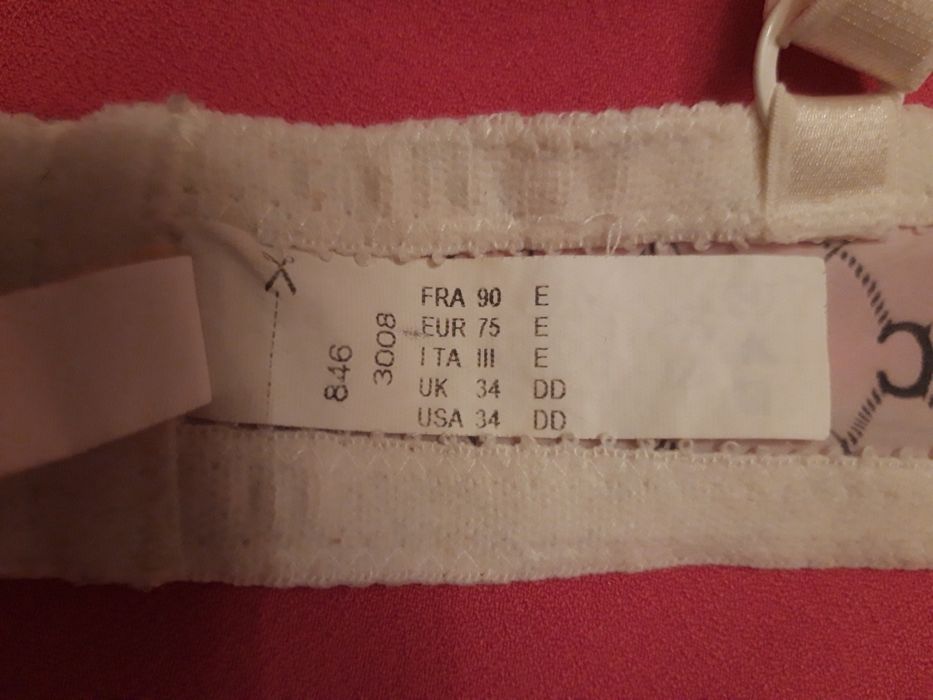 846
3008
FRA 90 E
EUR 75 E
ITA III E
UK 34 DD
USA 34 DD